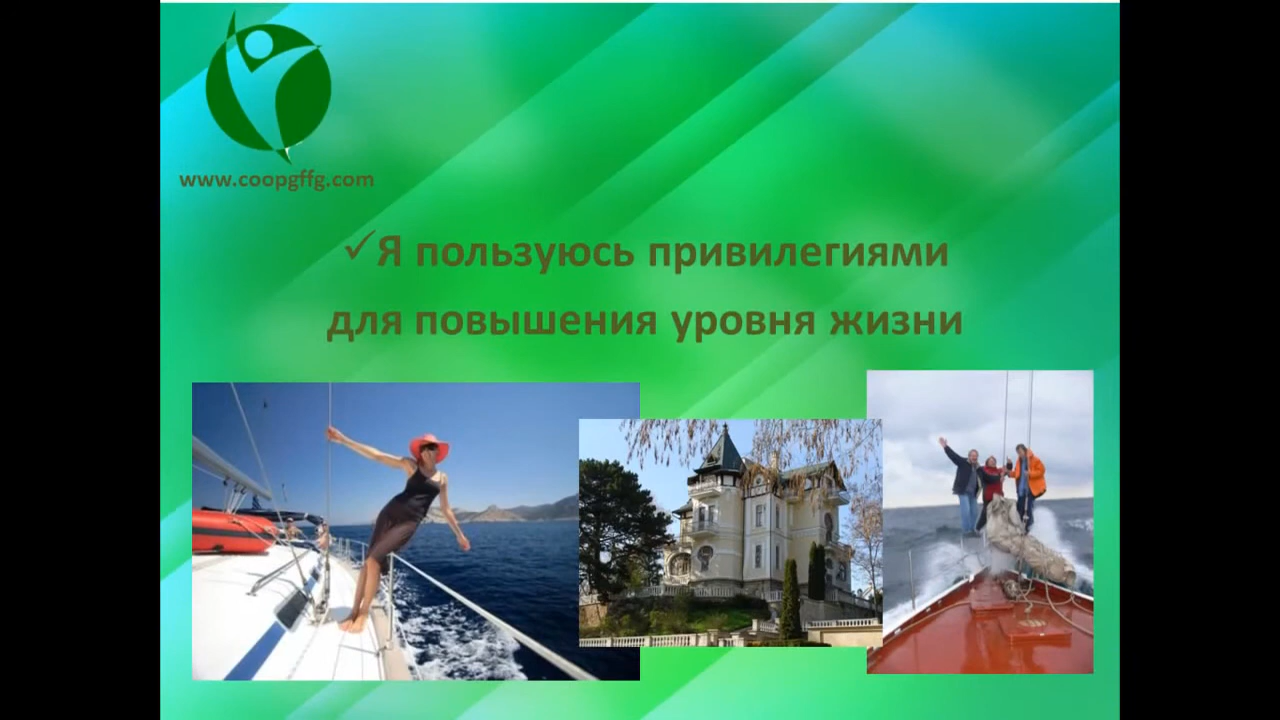 www.coopgffg.com
✓Я пользуюсь привилегиями
для повышения уровня жизни